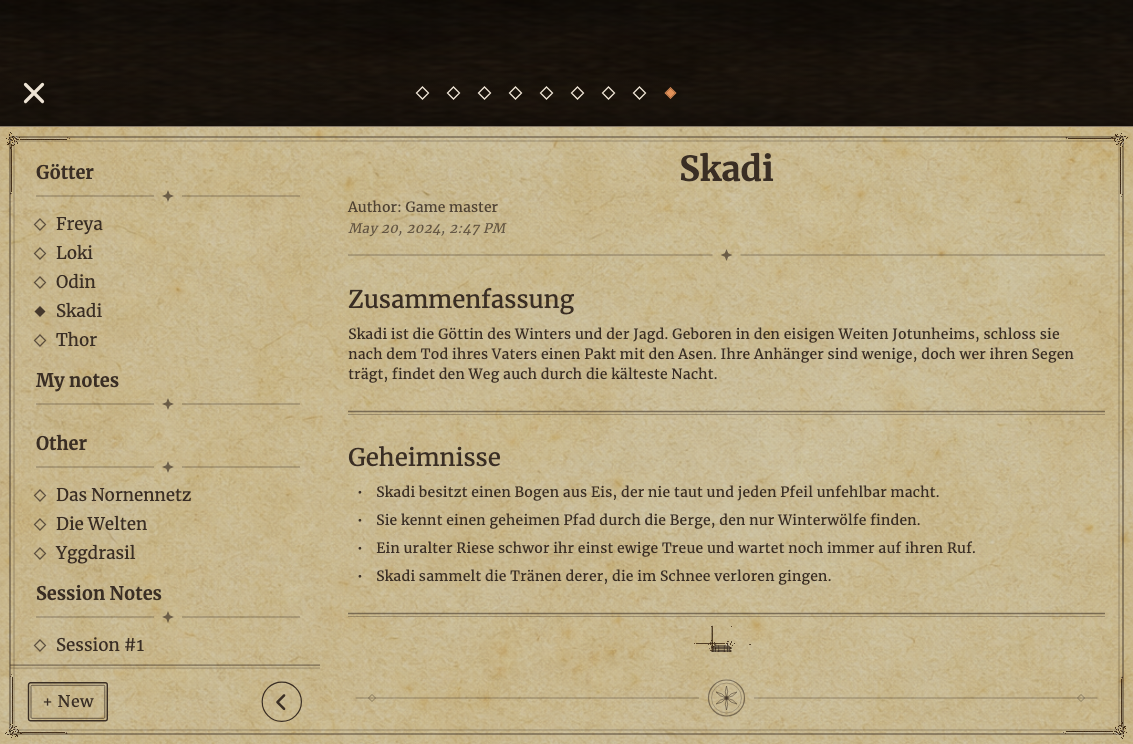 Götter
Freya
Loki
Odin
Skadi
Thor
My notes
Other
Das Nornennetz
Die Welten
Yggdrasil
Session Notes
Session #1
+ New
Skadi
Author: Game master
May 20, 2024, 2:47 PM
Zusammenfassung
Skadi ist die Göttin des Winters und der Jagd. Geboren in den eisigen Weiten Jotunheims, schloss sie
nach dem Tod ihres Vaters einen Pakt mit den Asen. Ihre Anhänger sind wenige, doch wer ihren Segen
trägt, findet den Weg auch durch die kälteste Nacht.
Geheimnisse
· Skadi besitzt einen Bogen aus Eis, der nie taut und jeden Pfeil unfehlbar macht.
· Sie kennt einen geheimen Pfad durch die Berge, den nur Winterwölfe finden.
· Ein uralter Riese schwor ihr einst ewige Treue und wartet noch immer auf ihren Ruf.
· Skadi sammelt die Tränen derer, die im Schnee verloren gingen.